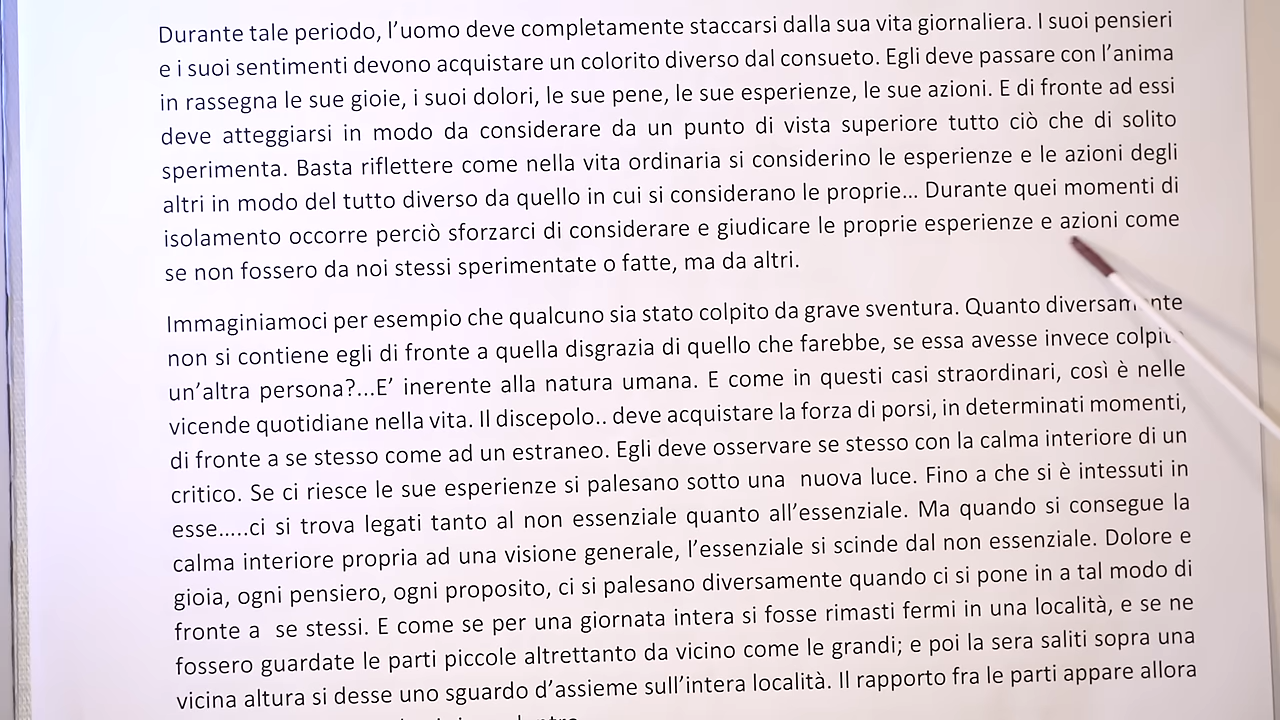 Durante tale periodo, l'uomo deve completamente staccarsi dalla sua vita giornaliera. I suoi pensieri
e i suoi sentimenti devono acquistare un colorito diverso dal consueto. Egli deve passare con l'anima
in rassegna le sue gioie, i suoi dolori, le sue pene, le sue esperienze, le sue azioni. E di fronte ad essi
deve atteggiarsi in modo da considerare da un punto di vista superiore tutto ciò che di solito
sperimenta. Basta riflettere come nella vita ordinaria si considerino le esperienze e le azioni degli
altri in modo del tutto diverso da quello in cui si considerano le proprie... Durante quei momenti di
isolamento occorre perciò sforzarci di considerare e giudicare le proprie esperienze e azioni come
se non fossero da noi stessi sperimentate o fatte, ma da altri.
Immaginiamoci per esempio che qualcuno sia stato colpito da grave sventura. Quanto diversamente
non si contiene egli di fronte a quella disgrazia di quello che farebbe, se essa avesse invece colpito
un'altra persona?...E' inerente alla natura umana. E come in questi casi straordinari, così è nelle
vicende quotidiane nella vita. Il discepolo.. deve acquistare la forza di porsi, in determinati momenti,
di fronte a se stesso come ad un estraneo. Egli deve osservare se stesso con la calma interiore di un
critico. Se ci riesce le sue esperienze si palesano sotto una nuova luce. Fino a che si è intessuti in
esse.....ci si trova legati tanto al non essenziale quanto all'essenziale. Ma quando si consegue la
calma interiore propria ad una visione generale, l'essenziale si scinde dal non essenziale. Dolore e
gioia, ogni pensiero, ogni proposito, ci si palesano diversamente quando ci si pone in a tal modo di
fronte a se stessi. E come se per una giornata intera si fosse rimasti fermi in una località, e se ne
fossero guardate le parti piccole altrettanto da vicino come le grandi; e poi la sera saliti sopra una
vicina altura si desse uno sguardo d'assieme sull'intera località. Il rapporto fra le parti appare allora